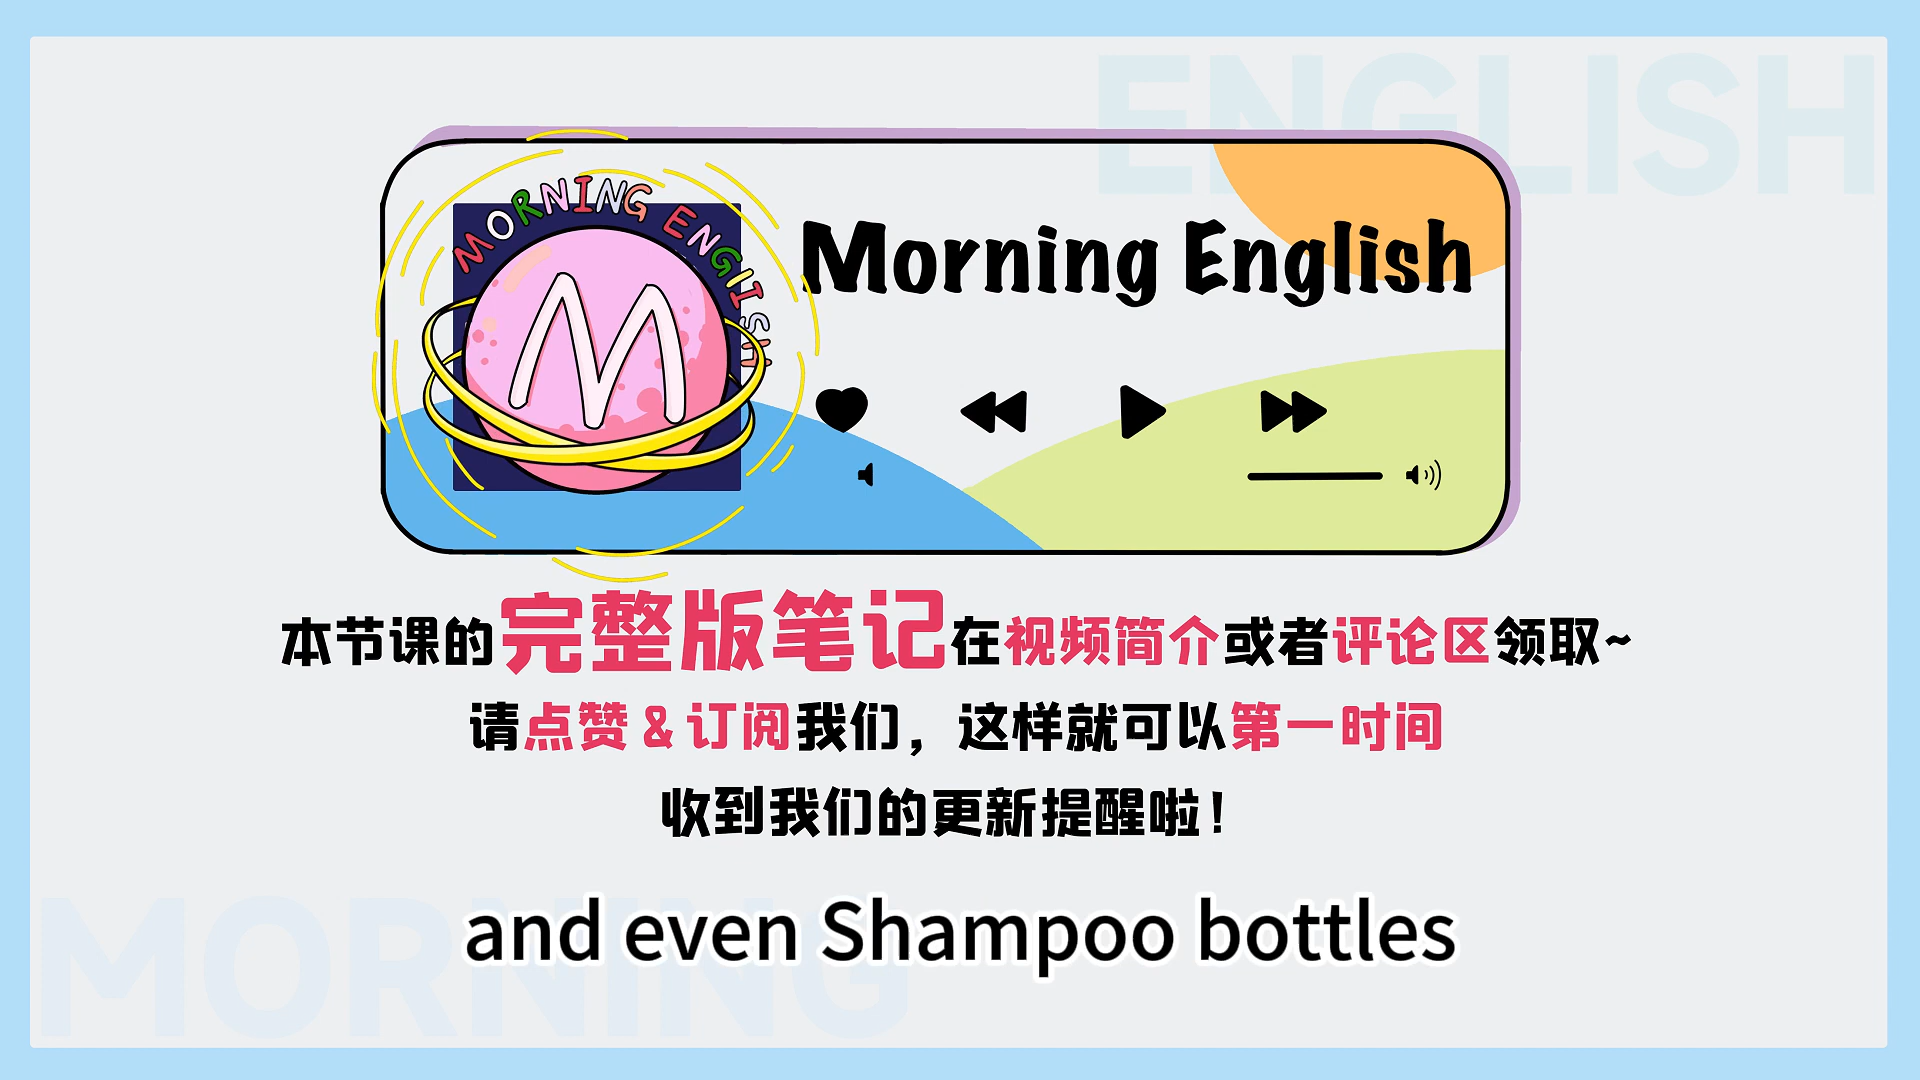 ENGLISH
MORNING ENGLISH
M
Morning English
本节课的完整版笔记在视频简介或者评论区领取~
请点赞&订阅我们，这样就可以第一时间
收到我们的更新提醒啦！
and even Shampoo bottles
MORNING